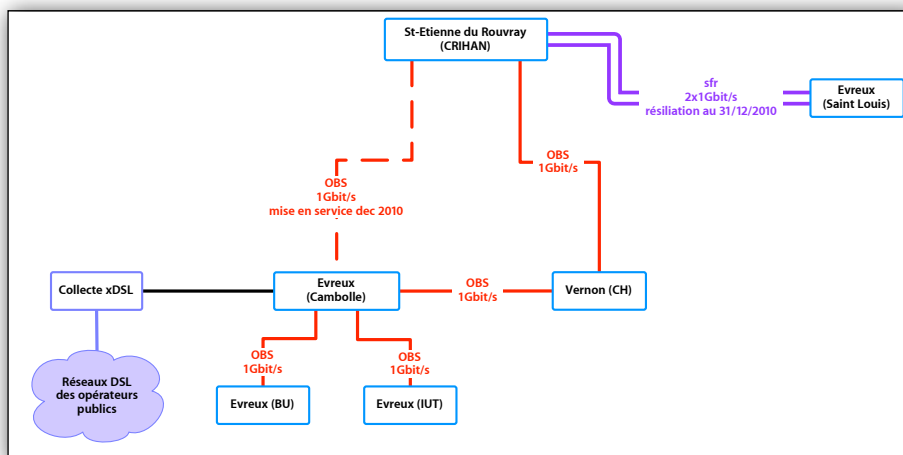 St-Etienne du Rouvray
(CRIHAN)
sfr
2x1Gbit/s
résiliation au 31/12/2010
Evreux
(Saint Louis)
OBS
1Gbit/s
OBS
1Gbit/s
mise en service dec 2010
Collecte xDSL
Evreux
(Cambolle)
OBS
1Gbit/s
Vernon (CH)
OBS
1Gbit/s
OBS
1Gbit/s
Réseaux DSL
des opérateurs
publics
Evreux (BU)
Evreux (IUT)